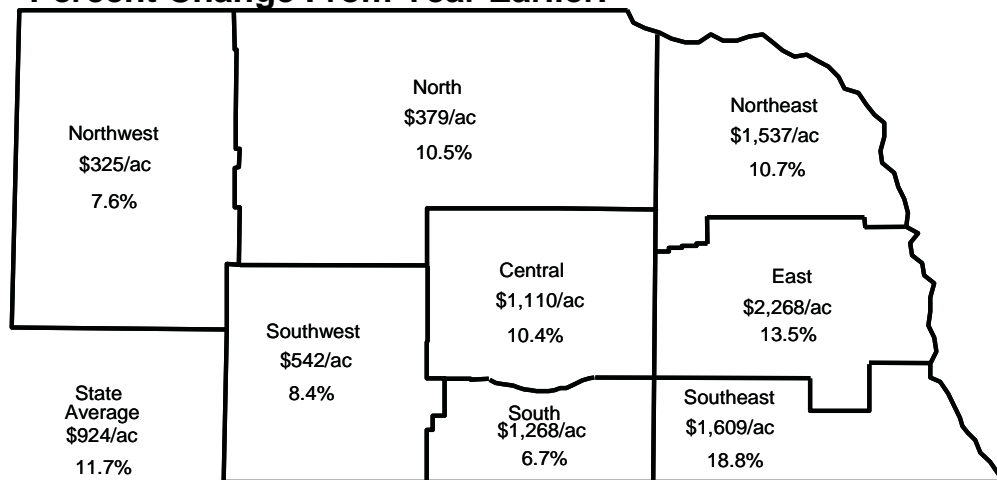 Percent Change From Year Earlier.
North
$379/ac
10.5%
Northeast
$1,537/ac
10.7%
Northwest
$325/ac
7.6%
Central
$1,110/ac
10.4%
East
$2,268/ac
13.5%
Southwest
$542/ac
8.4%
State
Average
$924/ac
11.7%
South
$1,268/ac
6.7%
Southeast
$1,609/ac
18.8%